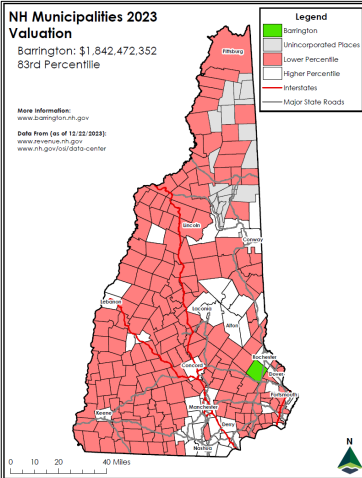 NH Municipalities 2023
Valuation
Barrington: $1,842,472,352
83rd Percentile
More Information:
www.barrington.nh.gov
Data From (as of 12/22/2023):
www.revenue.nh.gov
www.nh.gov/osi/data-center
Legend
Barrington
Unincorporated Places
Lower Percentile
Higher Percentile
Interstates
Major State Roads
Pittsburg
Lincoln
Conway
Lebanon
Laconia
Alton
Rochester
Concord
Dover
Portsmouth
Manchester
Keene
Derry
Nashua
N
0 10 20 40 Miles